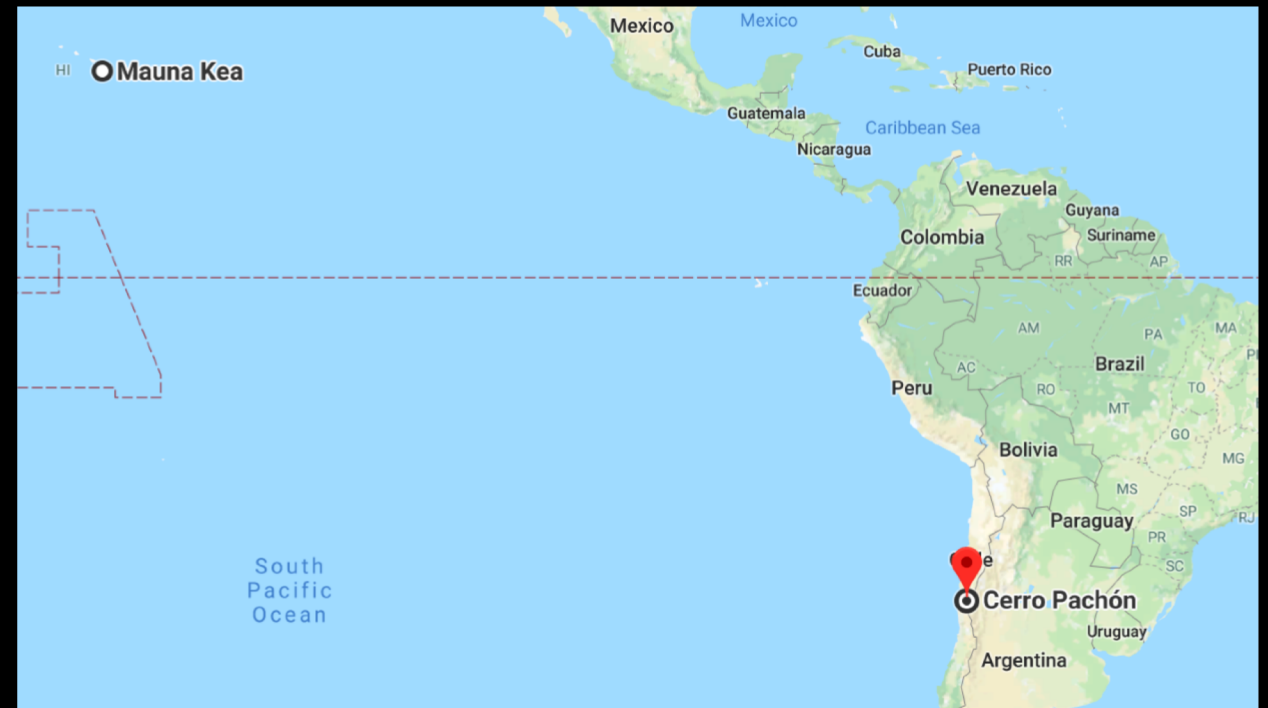 Mexico
Mexico
Cuba
HI
Mauna Kea
Puerto Rico
Guatemala
Caribbean Sea
Nicaragua
Venezuela
Guyana
Suriname
Colombia
RR
AP
Ecuador
AM
PA
MA
Brazil
AC
Peru
RO
TO
MT
GO
Bolivia
MG
MS
SP
Paraguay
RJ
PR
South
Pacific
Ocean
SC
Cerro Pachón
Uruguay
Argentina